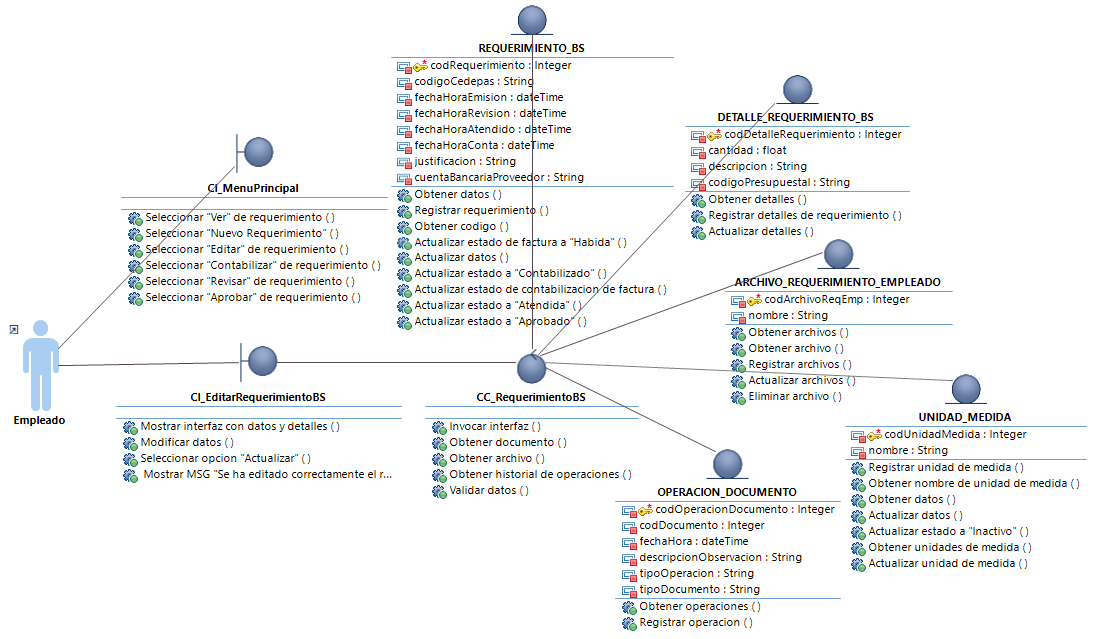 REQUERIMIENTO_BS
codRequerimiento : Integer
codigoCedepas : String
fechaHoraEmision : dateTime
fechaHoraRevision : dateTime
fechaHoraAtendido : dateTime
fechaHoraConta : dateTime
justificacion : String
cuentaBancariaProveedor : String
Obtener datos ( )
Registrar requerimiento ( )
Obtener codigo ( )
Actualizar estado de factura a "Habida" ( )
Actualizar datos ( )
Actualizar estado a "Contabilizado" ( )
Actualizar estado de contabilizacion de factura ( )
Actualizar estado a "Atendida" ( )
Actualizar estado a "Aprobado" ( )
DETALLE_REQUERIMIENTO_BS
codDetalleRequerimiento : Integer
cantidad : float
descripcion : String
codigoPresupuestal : String
Obtener detalles ( )
Registrar detalles de requerimiento ( )
Actualizar detalles ( )
CI_MenuPrincipal
Seleccionar "Ver" de requerimiento ( )
Seleccionar "Nuevo Requerimiento" ( )
Seleccionar "Editar" de requerimiento ( )
Seleccionar "Contabilizar" de requerimiento ( )
Seleccionar "Revisar" de requerimiento ( )
Seleccionar "Aprobar" de requerimiento ( )
ARCHIVO_REQUERIMIENTO_EMPLEADO
codArchivoReqEmp : Integer
nombre : String
Obtener archivos ( )
Obtener archivo ( )
Registrar archivos ( )
Actualizar archivos ( )
Eliminar archivo ( )
Empleado
CI_EditarRequerimientoBS
Mostrar interfaz con datos y detalles ( )
Modificar datos ( )
Seleccionar opcion "Actualizar" ( )
Mostrar MSG "Se ha editado correctamente el r...
CC_RequerimientoBS
Invocar interfaz ( )
Obtener documento ( )
Obtener archivo ( )
Obtener historial de operaciones ( )
Validar datos ( )
UNIDAD_MEDIDA
codUnidadMedida : Integer
nombre : String
Registrar unidad de medida ( )
Obtener nombre de unidad de medida ( )
Obtener datos ( )
Actualizar datos ( )
Actualizar estado a "Inactivo" ( )
Obtener unidades de medida ( )
Actualizar unidad de medida ( )
OPERACION_DOCUMENTO
codOperacionDocumento : Integer
codDocumento : Integer
fechaHora : dateTime
descripcionObservacion : String
tipoOperacion : String
tipoDocumento : String
Obtener operaciones ( )
Registrar operacion ( )